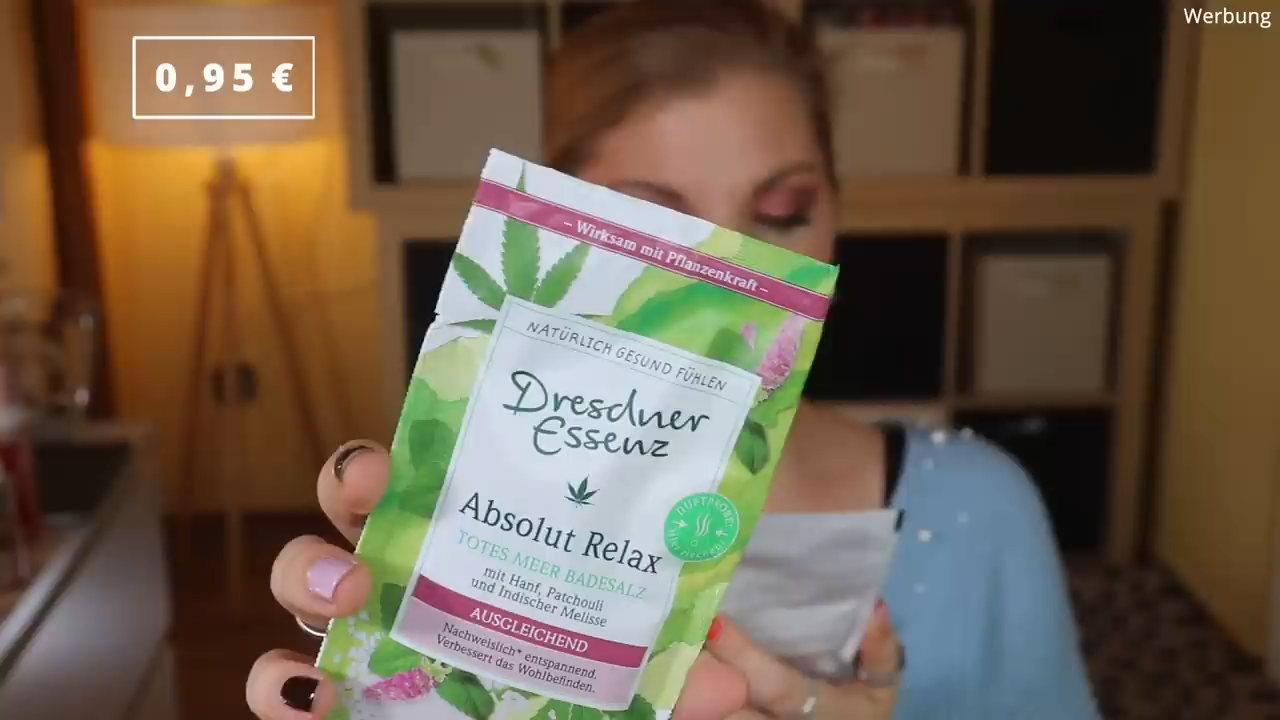 Werbung
0,95 €
– Wirksam mit Pflanzenkraft –
NATÜRLICH GESUND FÜHLEN
Dresdner
Essenz
Absolut Relax
TOTES MEER BADESALZ
mit Hanf, Patchouli
und Indischer Melisse
DUFTPROBE:
AUSGLEICHEND
Nachweislich* entspannend.
Verbessert das Wohlbefinden.